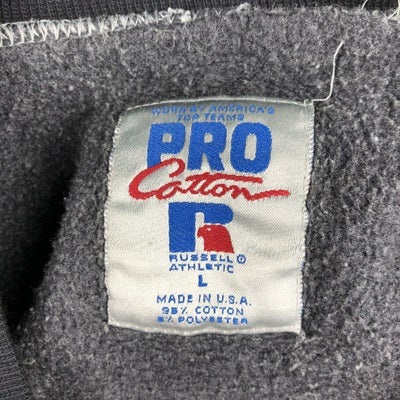 WORN BY AMERICA'S
TOP TEAMS
PRO
Cotton
R
RUSSELL ®
ATHLETIC
L
MADE IN U.S.A.
95% COTTON
5% POLYESTER